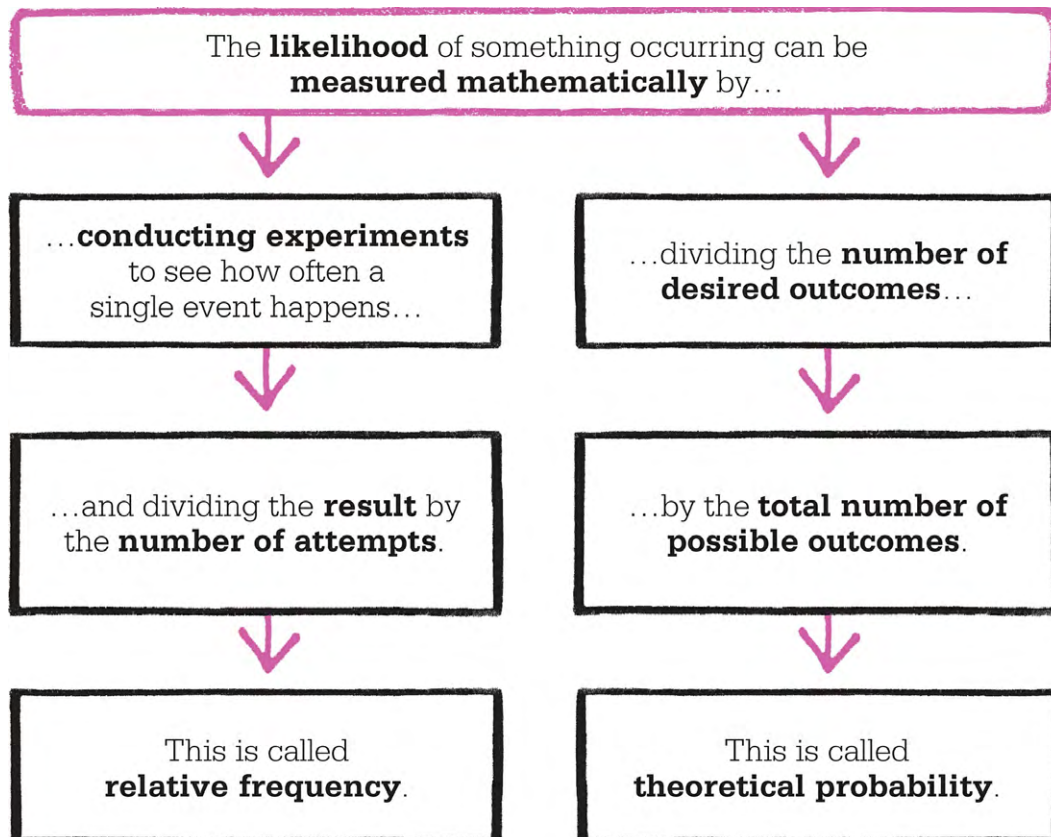 The likelihood of something occurring can be
measured mathematically by…
…conducting experiments
to see how often a
single event happens…
…and dividing the result by
the number of attempts.
This is called
relative frequency.
…dividing the number of
desired outcomes…
…by the total number of
possible outcomes.
This is called
theoretical probability.